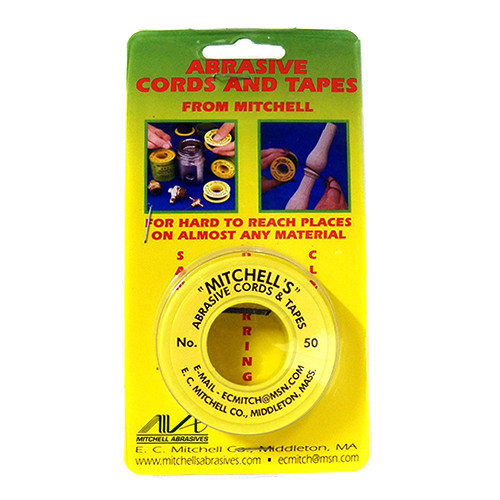 ABRASIVE
CORDS AND TAPES
FROM MITCHELL
FOR HARD TO REACH PLACES
ON ALMOST ANY MATERIAL
"MITCHELL'S"
ABRASIVE CORDS & TAPES
No. 50
E-MAIL - ECMITCH@MSN.COM
E. C. MITCHELL CO., MIDDLETON, MASS.
MITCHELL ABRASIVES
E. C. Mitchell Co., Middleton, MA
www.mitchellsabrasives.com • ecmitch@msn.com